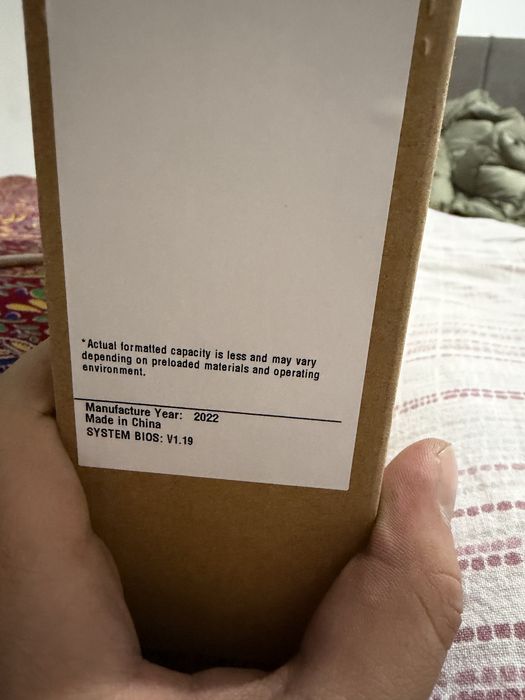 *Actual formatted capacity is less and may vary
depending on preloaded materials and operating
environment.
Manufacture Year: 2022
Made in China
SYSTEM BIOS: V1.19